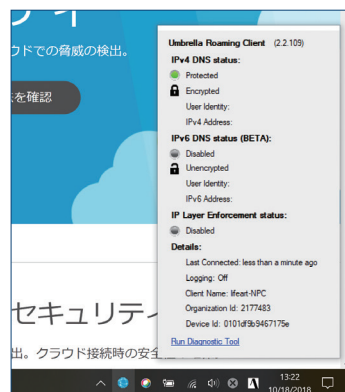 ティ
ウドでの脅威の検出。
を確認
Umbrella Roaming Client (2.2.109)
IPv4 DNS status:
Protected
Encrypted
User Identity:
IPv4 Address:
IPv6 DNS status (BETA):
Disabled
Unencrypted
User Identity:
IPv6 Address:
IP Layer Enforcement status:
Disabled
Details:
Last Connected: less than a minute ago
Logging: Off
Client Name: lifeart-NPC
Organization Id: 2177483
Device Id: 0101df9b9467175e
Run Diagnostic Tool
セキュリティ
出。クラウド接続時の安全
13:22
10/18/2018